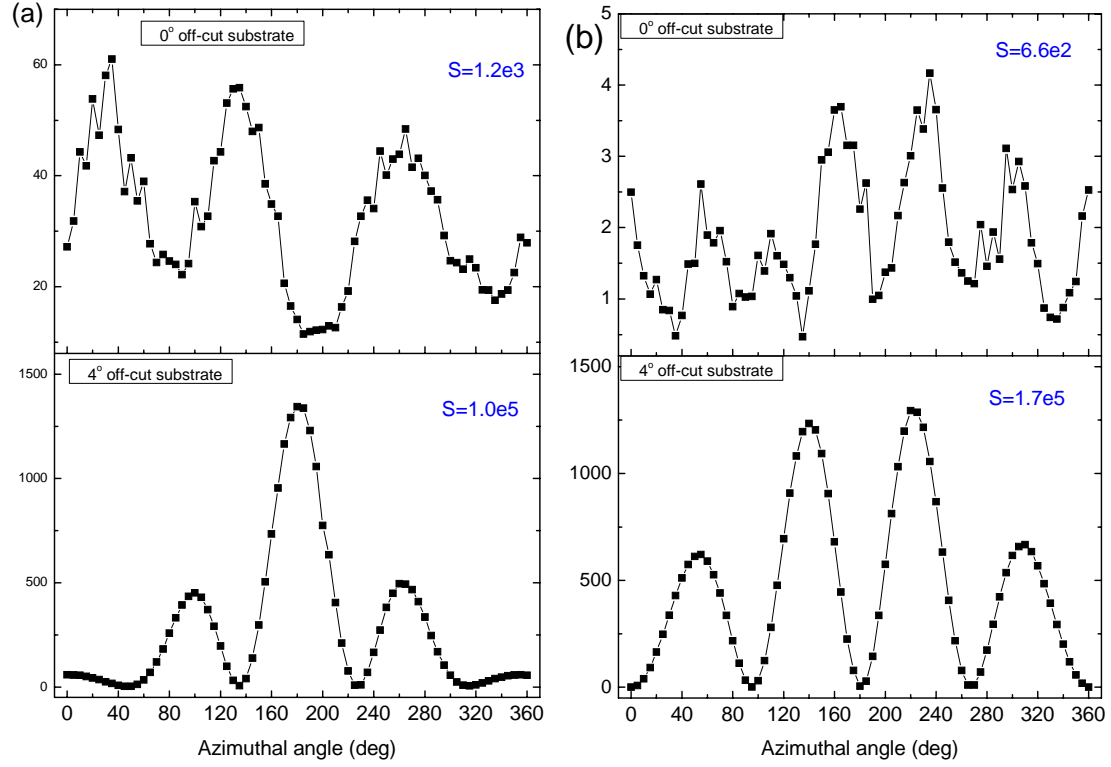 (a)
0° off-cut substrate
S=1.2e3
60
40
20
4° off-cut substrate
S=1.0e5
1500
1000
500
0
0 40 80 120 160 200 240 280 320 360
Azimuthal angle (deg)
(b)
0° off-cut substrate
S=6.6e2
5
4
3
2
1
0
4° off-cut substrate
S=1.7e5
1500
1000
500
0
0 40 80 120 160 200 240 280 320 360
Azimuthal angle (deg)